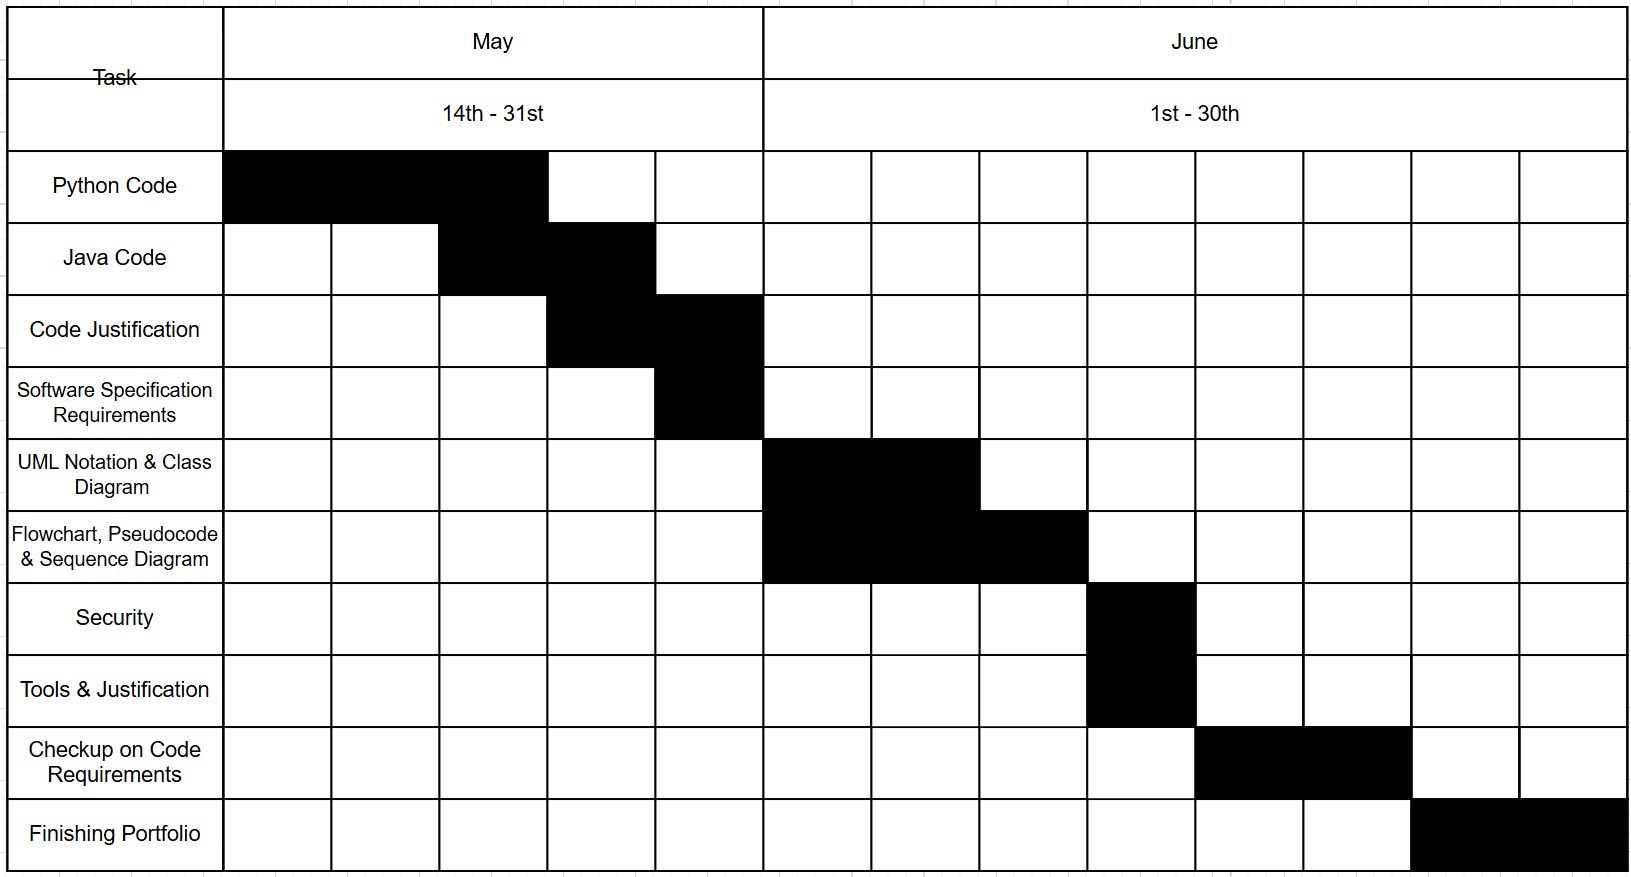 Task
May
June
14th - 31st
1st - 30th
Python Code
Java Code
Code Justification
Software Specification
Requirements
UML Notation & Class
Diagram
Flowchart, Pseudocode
& Sequence Diagram
Security
Tools & Justification
Checkup on Code
Requirements
Finishing Portfolio